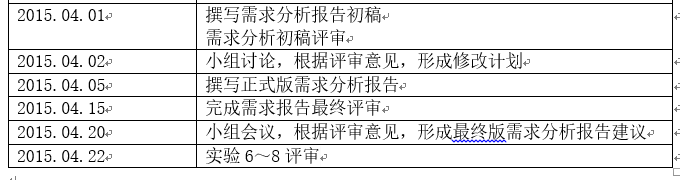 2015.04.01 撰写需求分析报告初稿
需求分析初稿评审
2015.04.02 小组讨论，根据评审意见，形成修改计划
2015.04.05 撰写正式版需求分析报告
2015.04.15 完成需求报告最终评审
2015.04.20 小组会议，根据评审意见，形成最终版需求分析报告建议
2015.04.22 实验 6～8 评审